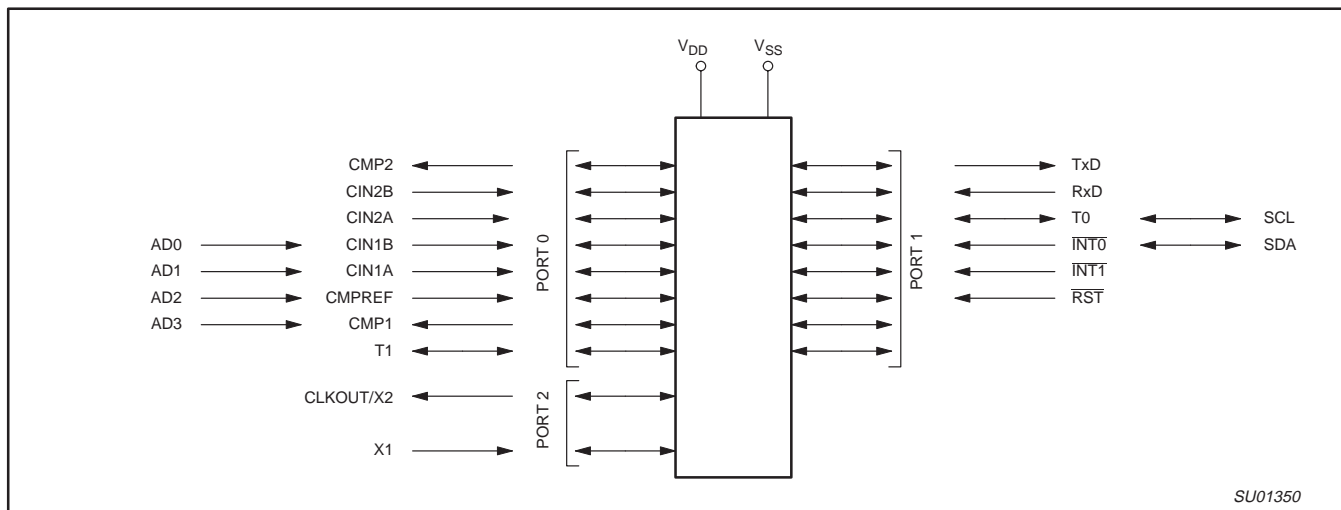 VDD VSS
CMP2 TxD
CIN2B RxD
CIN2A T0 SCL
AD0 CIN1B INT0 SDA
AD1 CIN1A INT1
AD2 CMPREF RST
AD3 CMP1
T1
PORT 0
PORT 1
CLKOUT/X2
X1
PORT 2
SU01350